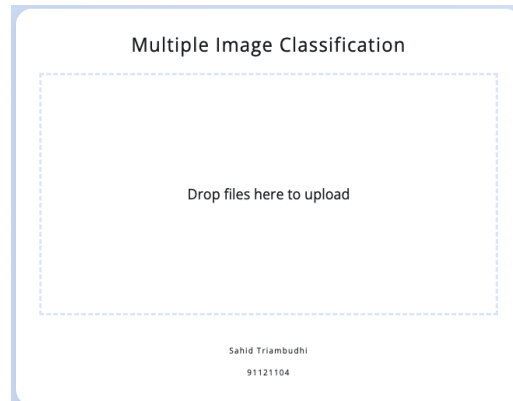 Multiple Image Classification
Drop files here to upload
Sahid Triambudhi
91121104